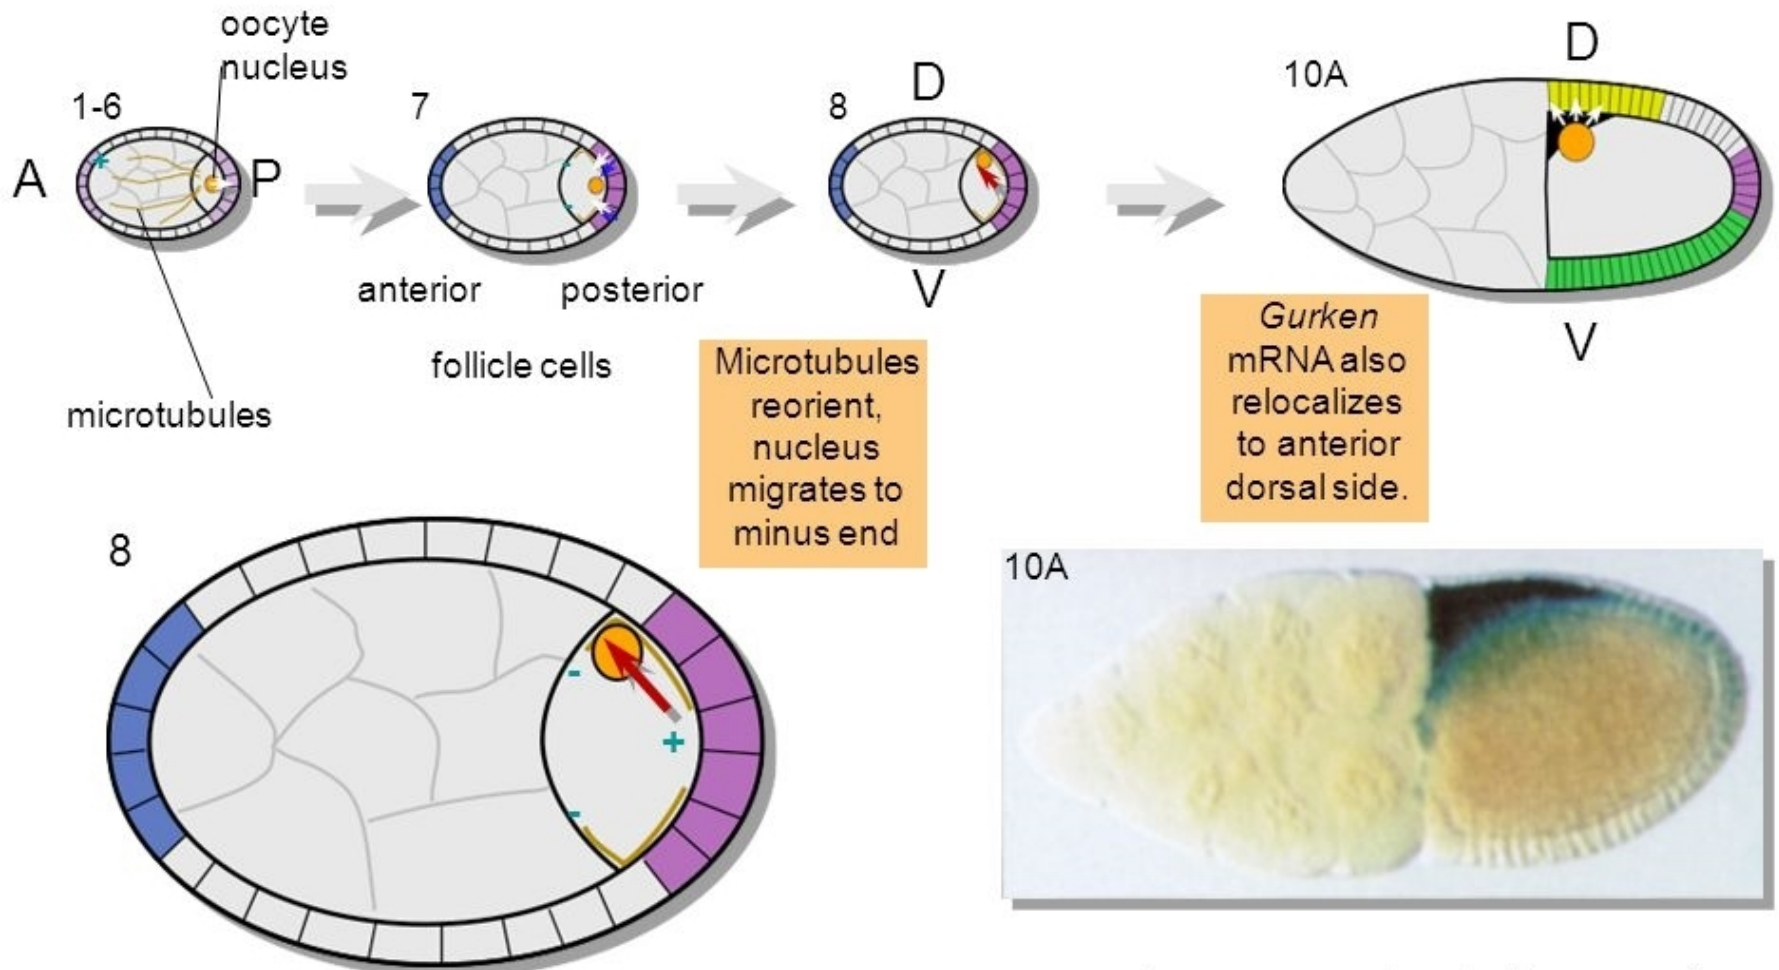 oocyte
nucleus
1-6
7
8
D
10A
D
A
+
P
-
-
anterior
posterior
V
V
follicle cells
microtubules
Microtubules
reorient,
nucleus
migrates to
minus end
Gurken
mRNA also
relocalizes
to anterior
dorsal side.
8
-
+
-
10A